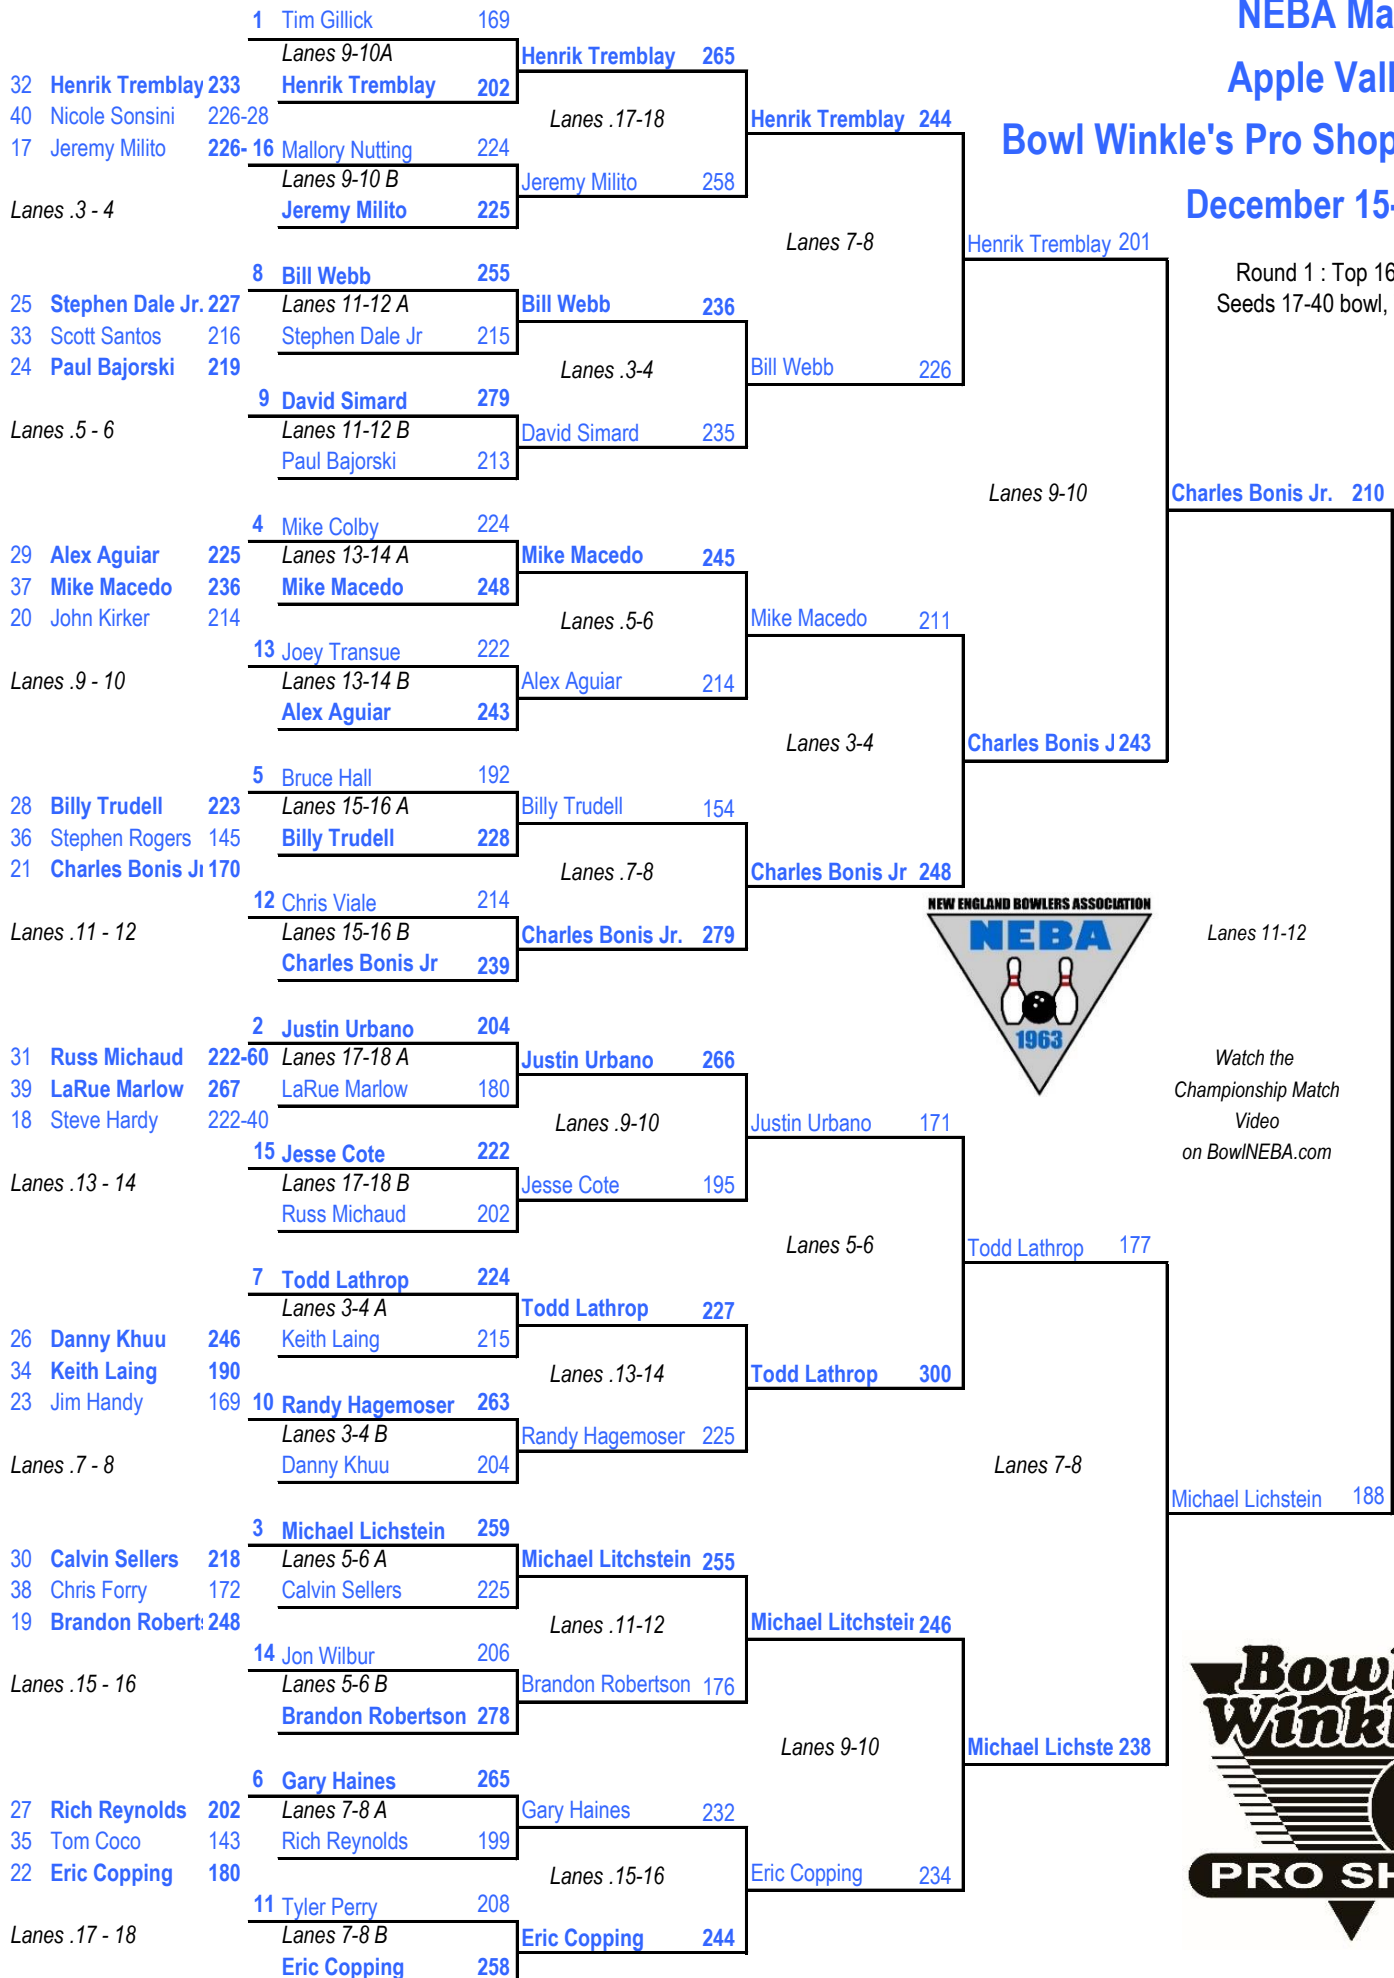 NEBA Ma
1 Tim Gillick 169
Lanes 9-10A
Henrik Tremblay 265
32 Henrik Tremblay 233
Henrik Tremblay 202
Apple Vall
40 Nicole Sonsini 226-28
Lanes .17-18
Henrik Tremblay 244
17 Jeremy Milito 226-
16 Mallory Nutting 224
Bowl Winkle's Pro Shop
Lanes 9-10 B
Jeremy Milito 258
Lanes .3 - 4
Jeremy Milito 225
December 15-
Lanes 7-8
Henrik Tremblay 201
8 Bill Webb 255
Round 1 : Top 16
25 Stephen Dale Jr. 227
Lanes 11-12 A
Bill Webb 236
Seeds 17-40 bowl,
33 Scott Santos 216
Stephen Dale Jr 215
24 Paul Bajorski 219
Lanes .3-4
Bill Webb 226
9 David Simard 279
Lanes .5 - 6
Lanes 11-12 B
David Simard 235
Paul Bajorski 213
Lanes 9-10
Charles Bonis Jr. 210
4 Mike Colby 224
29 Alex Aguiar 225
Lanes 13-14 A
Mike Macedo 245
37 Mike Macedo 236
Mike Macedo 248
20 John Kirker 214
Lanes .5-6
Mike Macedo 211
13 Joey Transue 222
Lanes .9 - 10
Lanes 13-14 B
Alex Aguiar 214
Alex Aguiar 243
Lanes 3-4
Charles Bonis J 243
5 Bruce Hall 192
28 Billy Trudell 223
Lanes 15-16 A
Billy Trudell 154
36 Stephen Rogers 145
Billy Trudell 228
21 Charles Bonis Jr 170
Lanes .7-8
Charles Bonis Jr 248
12 Chris Viale 214
NEW ENGLAND BOWLERS ASSOCIATION
Lanes .11 - 12
Lanes 15-16 B
Charles Bonis Jr. 279
NEBA
Lanes 11-12
Charles Bonis Jr 239
2 Justin Urbano 204
1963
31 Russ Michaud 222-60
Lanes 17-18 A
Justin Urbano 266
Watch the
39 LaRue Marlow 267
LaRue Marlow 180
Championship Match
18 Steve Hardy 222-40
Lanes .9-10
Justin Urbano 171
Video
15 Jesse Cote 222
on BowlNEBA.com
Lanes .13 - 14
Lanes 17-18 B
Jesse Cote 195
Russ Michaud 202
Lanes 5-6
Todd Lathrop 177
7 Todd Lathrop 224
Lanes 3-4 A
Todd Lathrop 227
26 Danny Khuu 246
Keith Laing 215
34 Keith Laing 190
Lanes .13-14
Todd Lathrop 300
23 Jim Handy 169
10 Randy Hagemoser 263
Lanes 3-4 B
Randy Hagemoser 225
Lanes .7 - 8
Danny Khuu 204
Lanes 7-8
Michael Lichstein 188
3 Michael Lichstein 259
30 Calvin Sellers 218
Lanes 5-6 A
Michael Litchstein 255
38 Chris Forry 172
Calvin Sellers 225
19 Brandon Roberts 248
Lanes .11-12
Michael Litchstein 246
14 Jon Wilbur 206
Lanes .15 - 16
Lanes 5-6 B
Brandon Robertson 176
Brandon Robertson 278
Lanes 9-10
Michael Lichste 238
6 Gary Haines 265
27 Rich Reynolds 202
Lanes 7-8 A
Gary Haines 232
35 Tom Coco 143
Rich Reynolds 199
22 Eric Copping 180
Lanes .15-16
Eric Copping 234
11 Tyler Perry 208
Lanes .17 - 18
Lanes 7-8 B
Eric Copping 244
Eric Copping 258
Bowl
Winkl
PRO SH